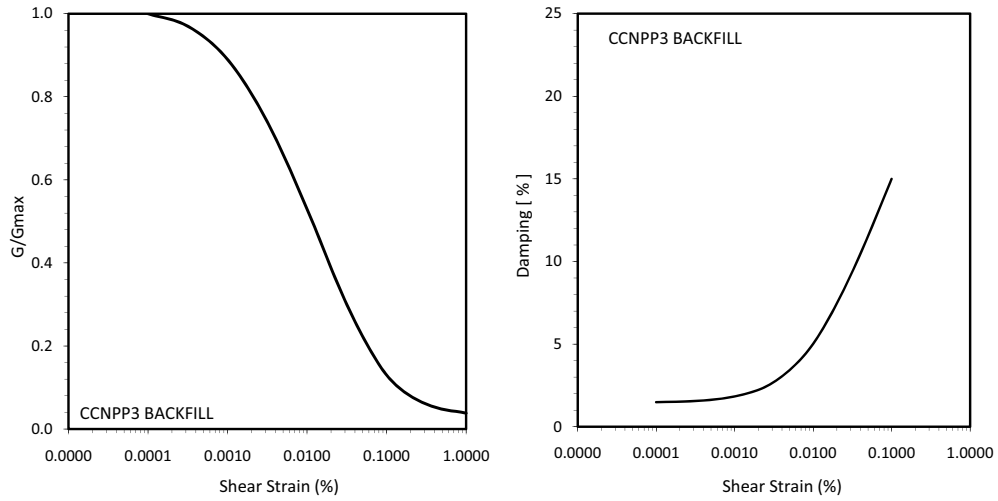 1.0
0.8
0.6
0.4
0.2
0.0
G/Gmax
CCNPP3 BACKFILL
0.0000 0.0001 0.0010 0.0100 0.1000 1.0000
Shear Strain (%)
25
20
15
10
5
0
Damping [ % ]
CCNPP3 BACKFILL
0.0000 0.0001 0.0010 0.0100 0.1000 1.0000
Shear Strain (%)